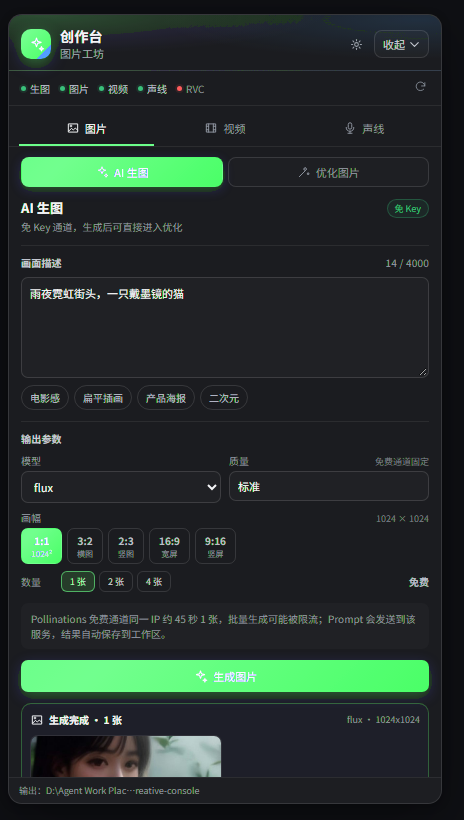 创作台
图片工坊
收起
生图 图片 视频 声线 RVC
图片 视频 声线
AI 生图 优化图片
AI 生图
免 Key
免 Key 通道，生成后可直接进入优化
画面描述 14 / 4000
雨夜霓虹街头，一只戴墨镜的猫
电影感 扁平插画 产品海报 二次元
输出参数
模型 质量 免费通道固定
flux 标准
画幅 1024 × 1024
1:1 3:2 2:3 16:9 9:16
1024² 横图 竖图 宽屏 竖屏
数量 1 张 2 张 4 张 免费
Pollinations 免费通道同一 IP 约 45 秒 1 张，批量生成可能被限流；Prompt 会发送到该
服务，结果自动保存到工作区。
生成图片
生成完成 · 1 张 flux · 1024x1024
输出： D:\Agent Work Plac···reative-console